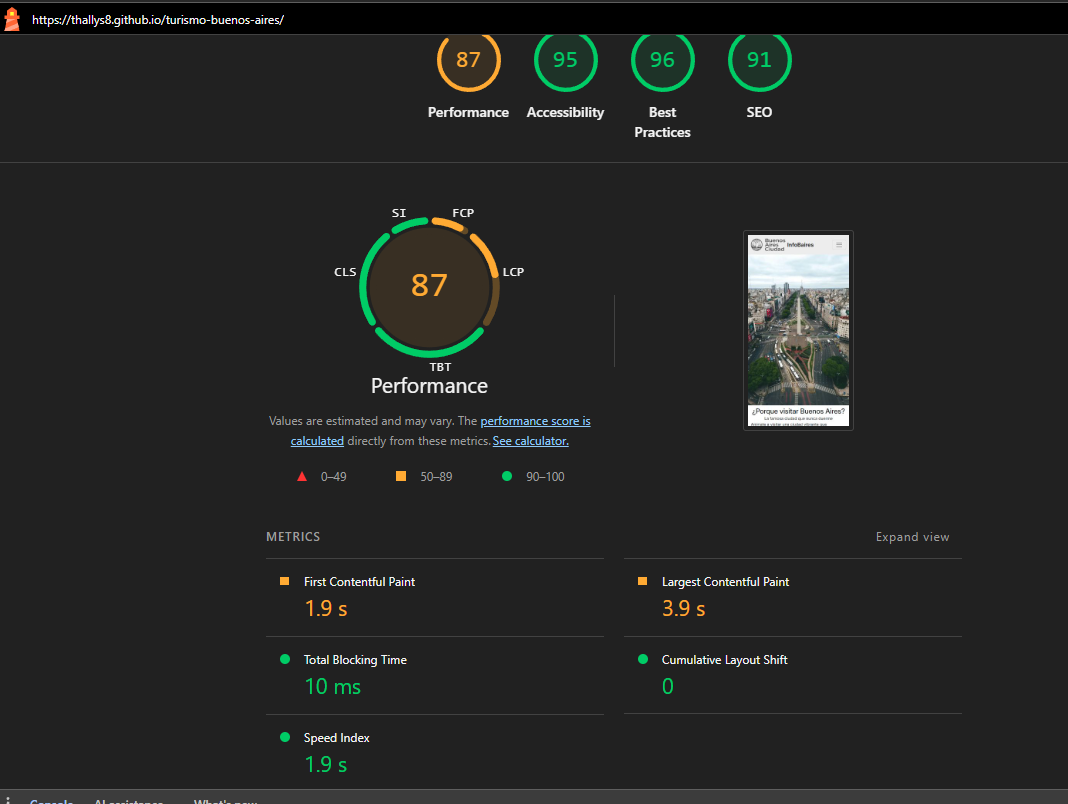 https://thallys8.github.io/turismo-buenos-aires/
87
95
96
91
Performance
Accessibility
Best
Practices
SEO
SI
FCP
CLS
LCP
TBT
87
Performance
Values are estimated and may vary. The performance score is
calculated directly from these metrics. See calculator.
0–49
50–89
90–100
Buenos
Aires
Ciudad
InfoBaires
¿Porque visitar Buenos Aires?
METRICS
Expand view
First Contentful Paint
1.9 s
Largest Contentful Paint
3.9 s
Total Blocking Time
10 ms
Cumulative Layout Shift
0
Speed Index
1.9 s
Console
AI assistance
What's new